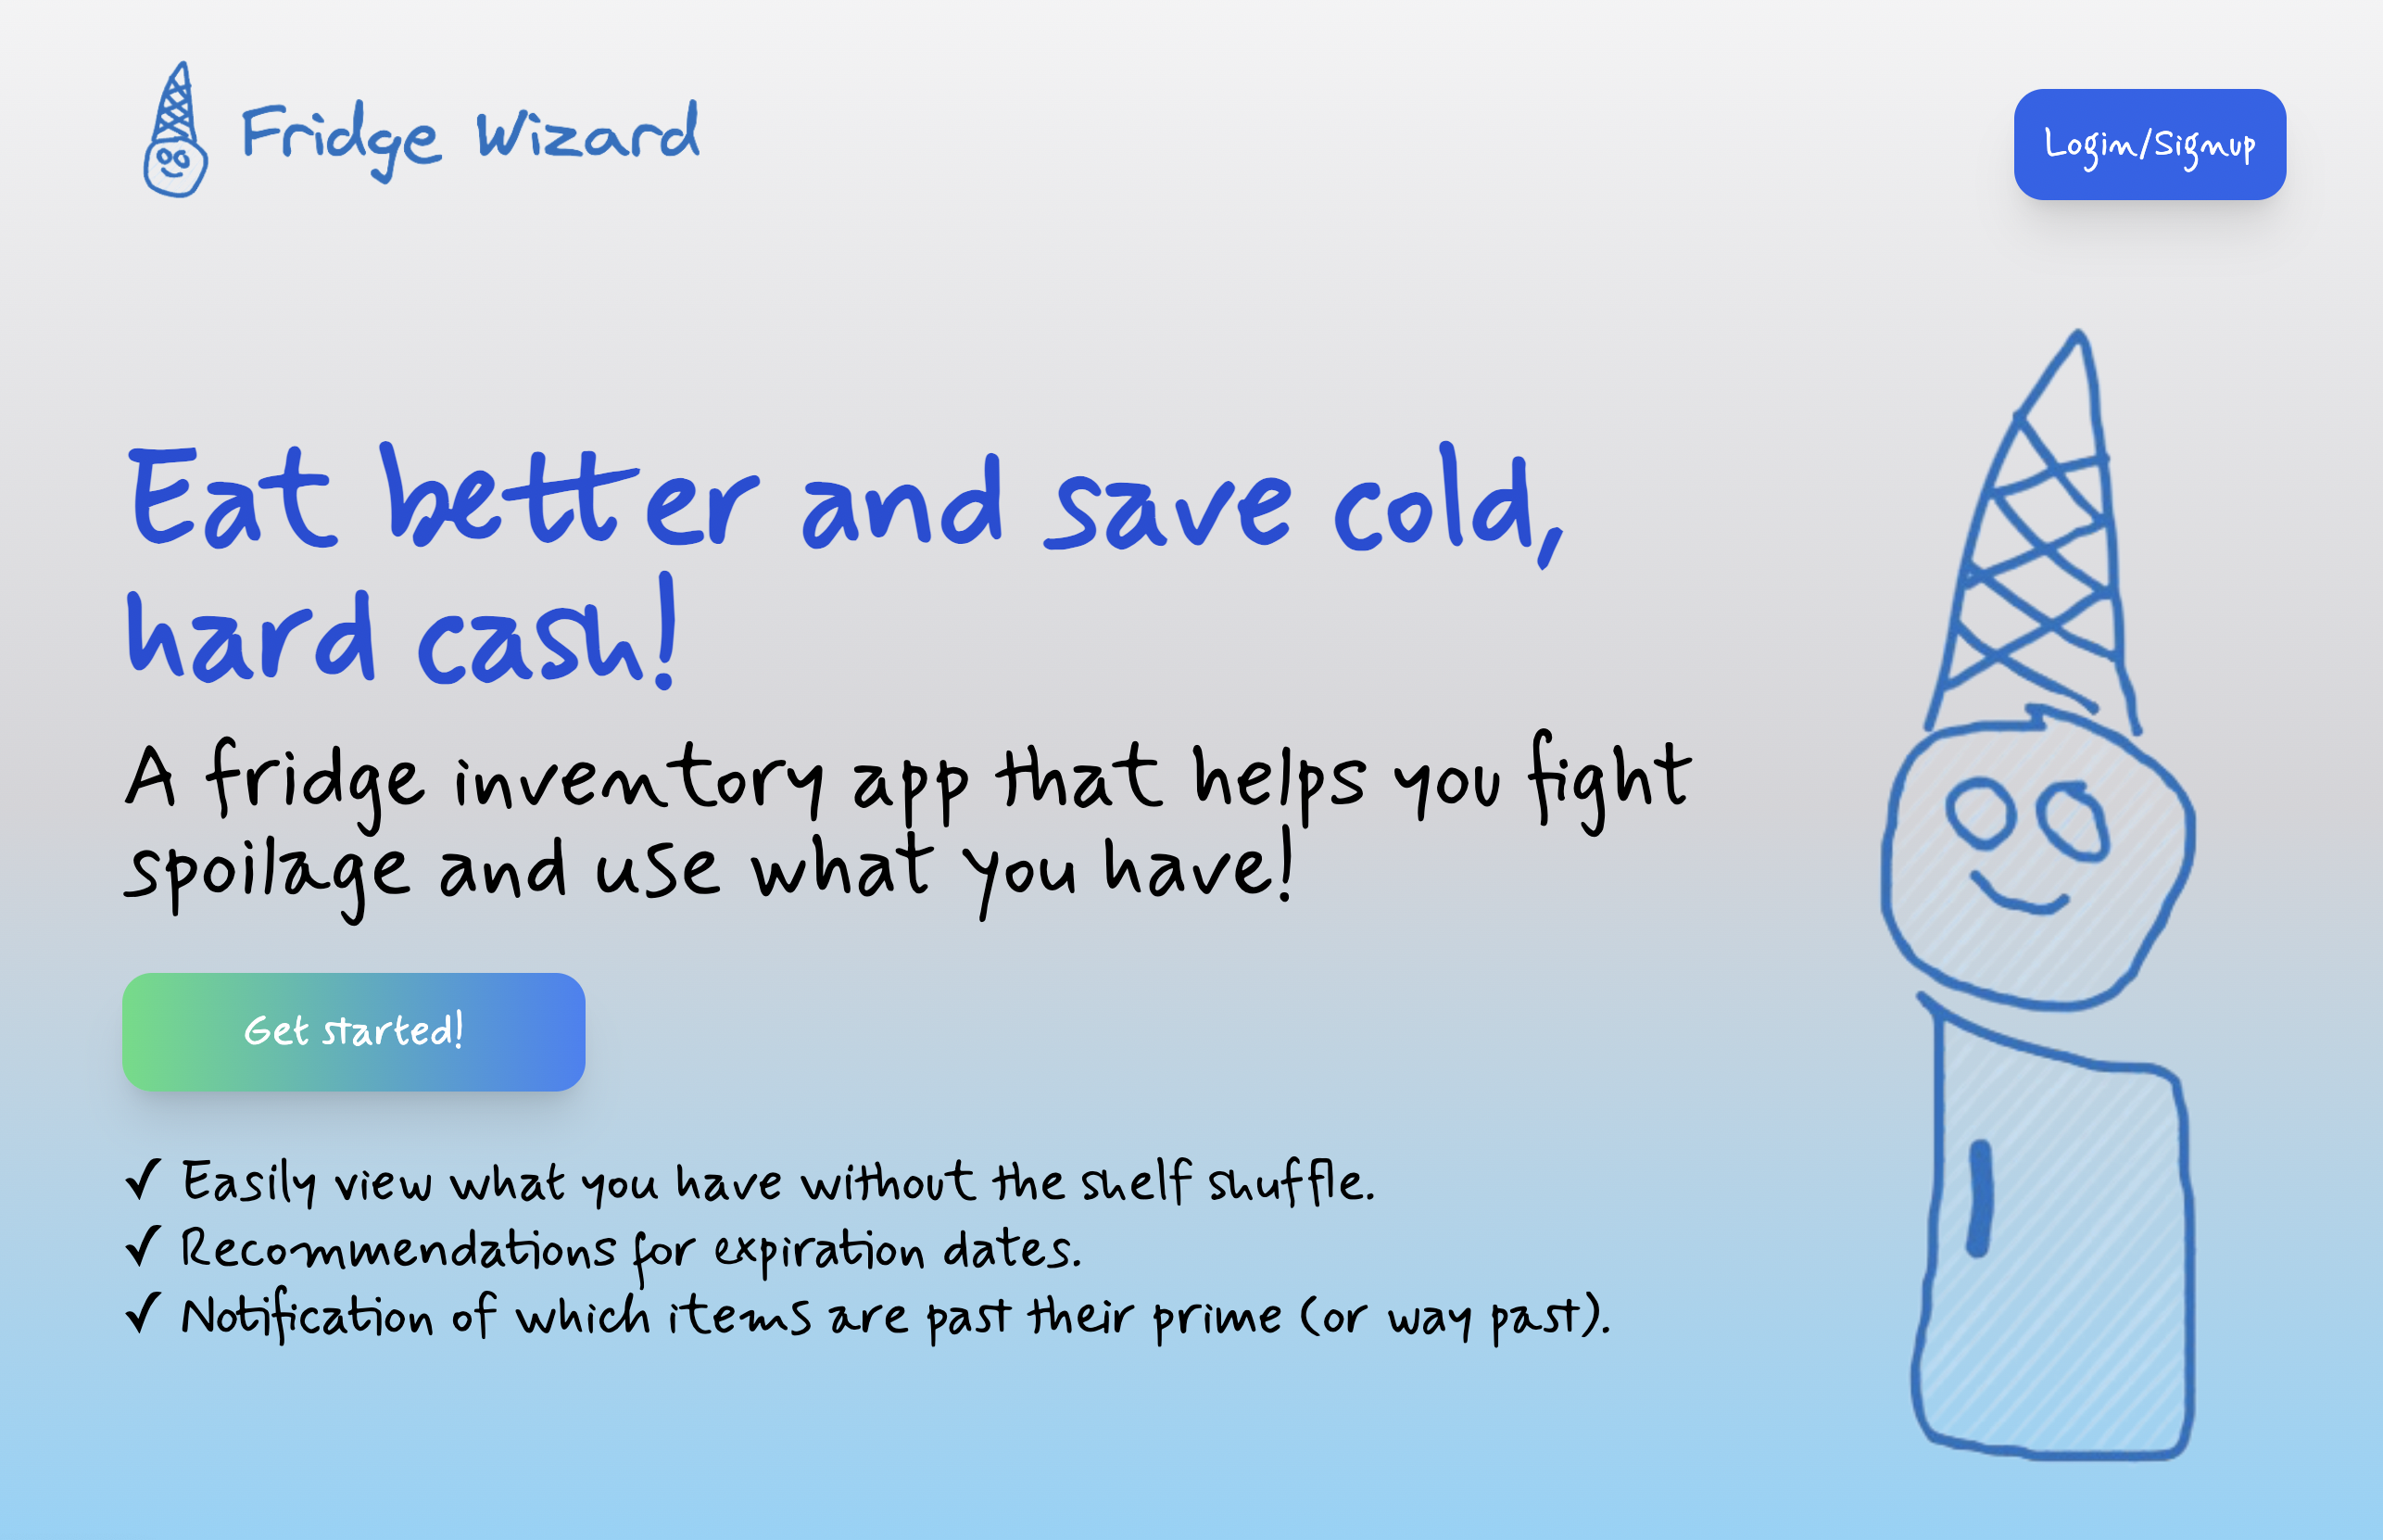 Fridge Wizard
Login/Signup
Eat better and save cold,
hard cash!
A fridge inventory app that helps you fight
spoilage and use what you have!
Get started!
✓ Easily view what you have without the shelf shuffle.
✓ Recommendations for expiration dates.
✓ Notification of which items are past their prime (or way past).